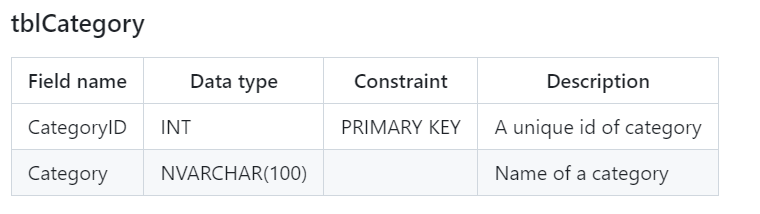 tblCategory
Field name Data type Constraint Description
CategoryID INT PRIMARY KEY A unique id of category
Category NVARCHAR(100) Name of a category